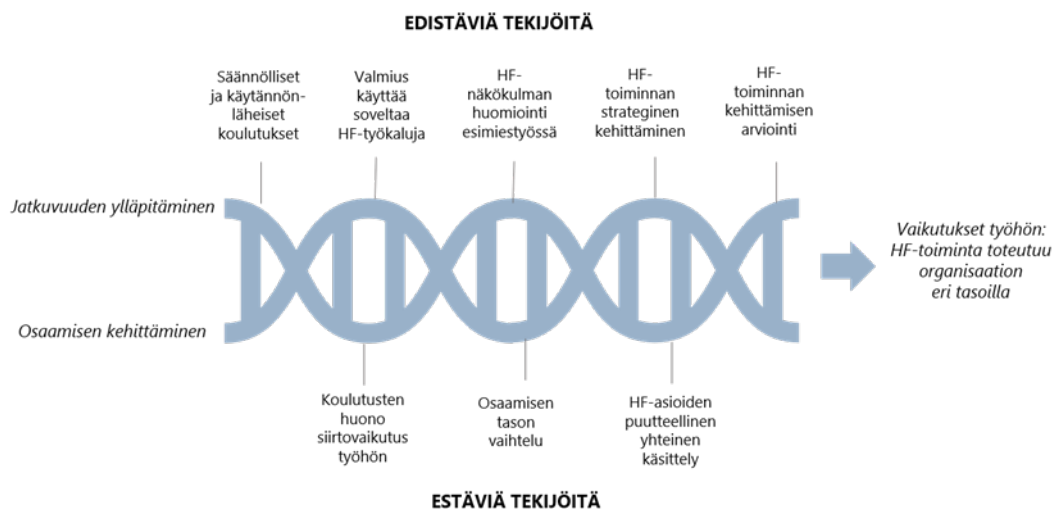 EDISTÄVIÄ TEKIJÖITÄ
Säännölliset
ja käytännön-
läheiset
koulutukset
Valmius
käyttää
soveltaa
HF-työkaluja
HF-
näkökulman
huomiointi
esimiestyössä
HF-
toiminnan
strateginen
kehittäminen
HF-
toiminnan
kehittämisen
arviointi
Jatkuvuuden ylläpitäminen
Osaamisen kehittäminen
Vaikutukset työhön:
HF-toiminta toteutuu
organisaation
eri tasoilla
Koulutusten
huono
siirtovaikutus
työhön
Osaamisen
tason
vaihtelu
HF-asioiden
puutteellinen
yhteinen
käsittely
ESTÄVIÄ TEKIJÖITÄ